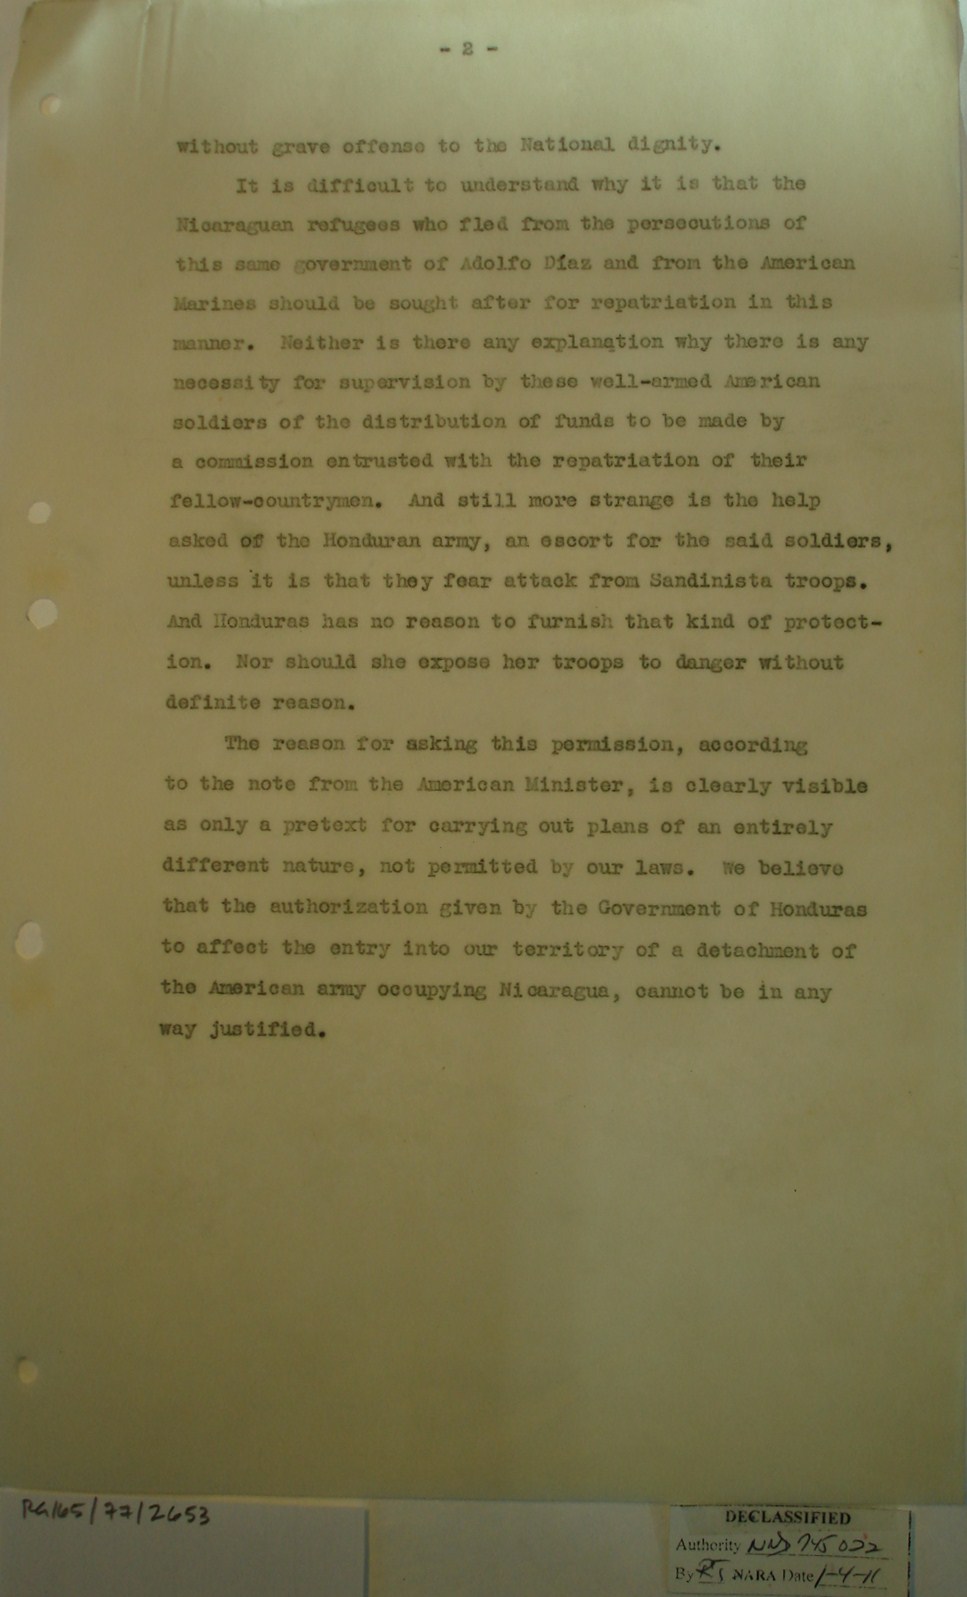 - 2 -
without grave offense to the National dignity.
It is difficult to understand why it is that the
Nicaraguan refugees who fled from the persecutions of
this same government of Adolfo Díaz and from the American
Marines should be sought after for repatriation in this
manner. Neither is there any explanation why there is any
necessity for supervision by these well-armed American
soldiers of the distribution of funds to be made by
a commission entrusted with the repatriation of their
fellow-countrymen. And still more strange is the help
asked of the Honduran army, an escort for the said soldiers,
unless it is that they fear attack from Sandinista troops.
And Honduras has no reason to furnish that kind of protect-
ion. Nor should she expose her troops to danger without
definite reason.
The reason for asking this permission, according
to the note from the American Minister, is clearly visible
as only a pretext for carrying out plans of an entirely
different nature, not permitted by our laws. We believe
that the authorization given by the Government of Honduras
to affect the entry into our territory of a detachment of
the American army occupying Nicaragua, cannot be in any
way justified.
RG165/77/2653
DECLASSIFIED
Authority NND 745022
By RS NARA Date 1-4-11